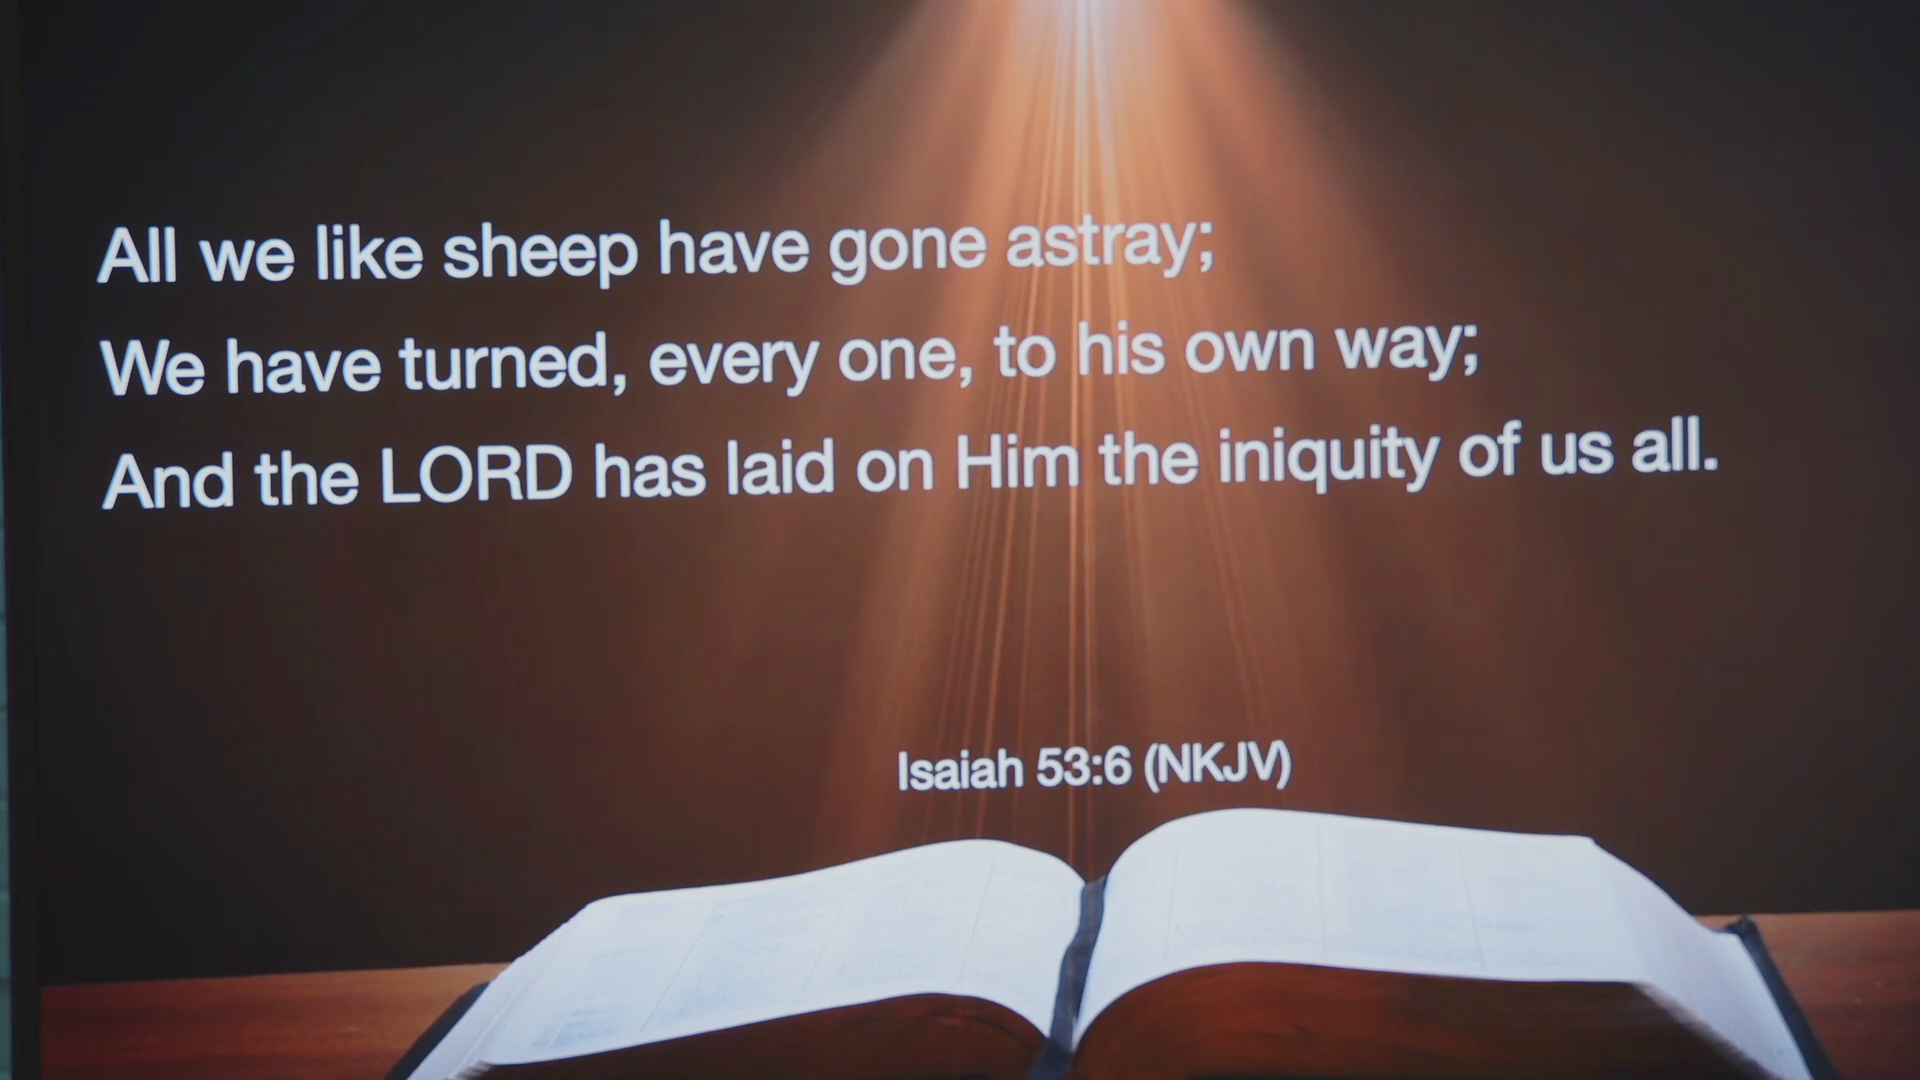 All we like sheep have gone astray;
We have turned, every one, to his own way;
And the LORD has laid on Him the iniquity of us all.
Isaiah 53:6 (NKJV)